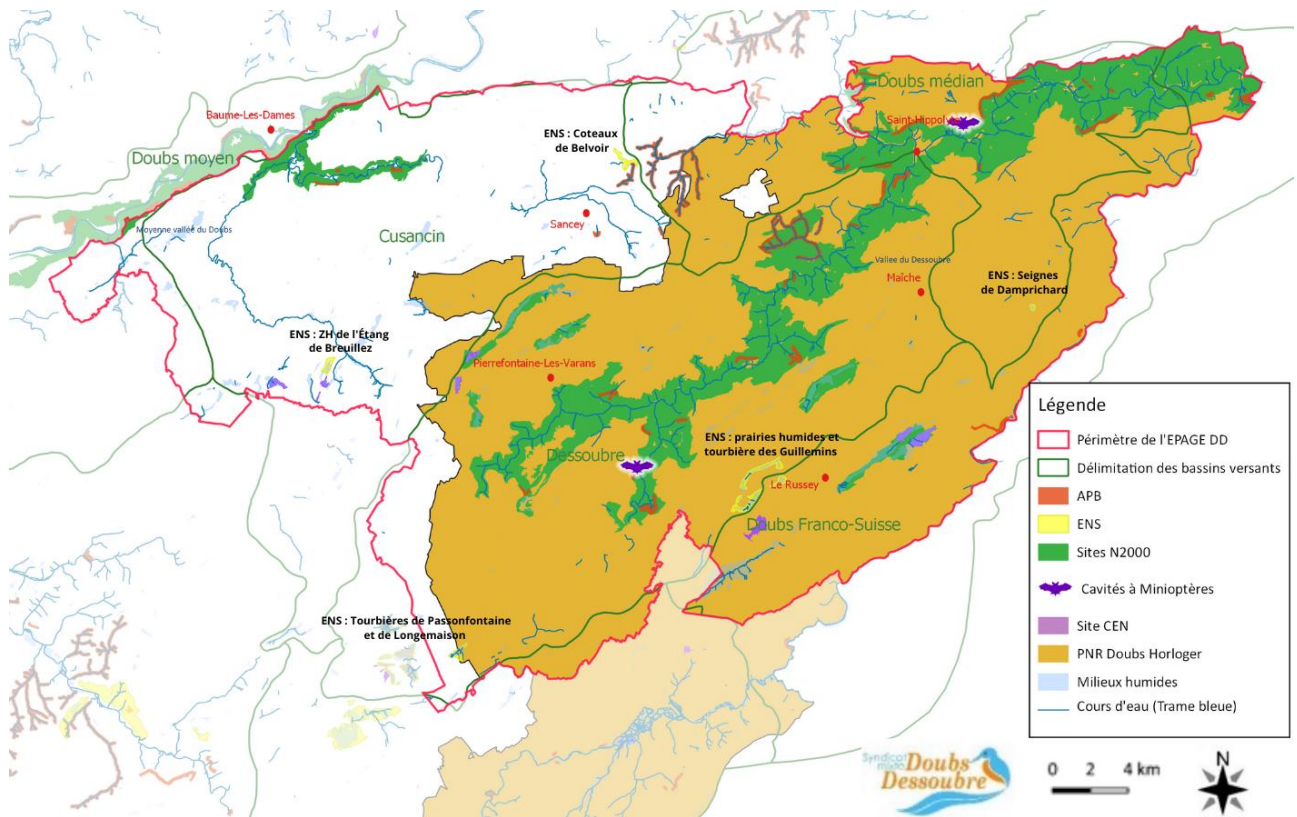 Doubs médian
Baume-Les-Dames
Saint-Hippoly
ENS : Coteaux
de Belvoir
Doubs moyen
Sancey
Moyenne vallée du Doubs
Cusancin
Vallee du Dessoubre
Maîche
ENS : Seignes
de Damprichard
ENS : ZH de l'Étang
de Breuillez
Pierrefontaine-Les-Varans
ENS : prairies humides et
tourbière des Guillemins
Dessoubre
Le Russey
Doubs Franco-Suisse
ENS : Tourbières de Passonfontaine
et de Longemaison
Légende
Périmètre de l'EPAGE DD
Délimitation des bassins versants
APB
ENS
Sites N2000
Cavités à Minioptères
Site CEN
PNR Doubs Horloger
Milieux humides
Cours d'eau (Trame bleue)
Syndicat
mixte
Doubs
Dessoubre
0 2 4 km
N